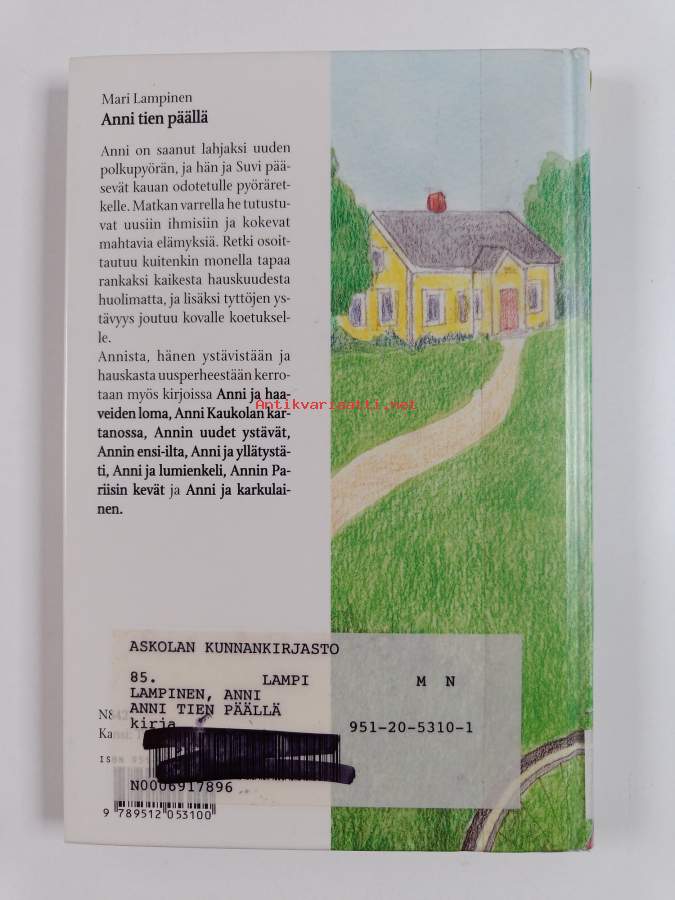 Mari Lampinen
Anni tien päällä
Anni on saanut lahjaksi uuden
polkupyörän, ja hän ja Suvi pää-
sevät kauan odotetulle pyöräret-
kelle. Matkan varrella he tutustu-
vat uusiin ihmisiin ja kokevat
mahtavia elämyksiä. Retki osoit-
tautuu kuitenkin monella tapaa
rankaksi kaikesta hauskuudesta
huolimatta, ja lisäksi tyttöjen ys-
tävyys joutuu kovalle koetuksel-
le.
Annista, hänen ystävistään ja
hauskasta uusperheestään kerro-
taan myös kirjoissa Anni ja haa-
veiden loma, Anni Kaukolan kar-
tanossa, Annin uudet ystävät,
Annin ensi-ilta, Anni ja yllätystä-
ti, Anni ja lumienkeli, Annin Pa-
riisin kevät ja Anni ja karkulai-
nen.
Antikvariaatti.net
ASKOLAN KUNNANKIRJASTO
85. LAMPI M N
LAMPINEN, ANNI
ANNI TIEN PÄÄLLÄ
kirja
951-20-5310-1
ISBN
N0006917896
9 789512 053100